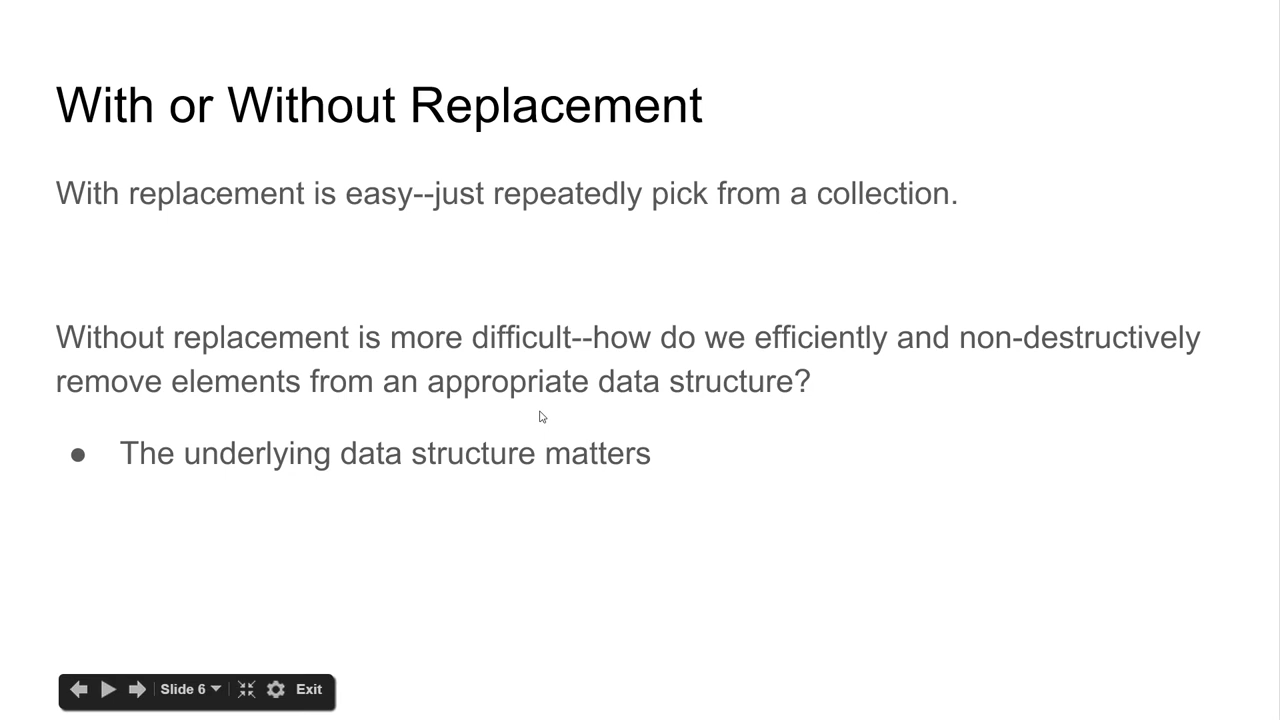 With or Without Replacement
With replacement is easy--just repeatedly pick from a collection.
Without replacement is more difficult--how do we efficiently and non-destructively
remove elements from an appropriate data structure?
● The underlying data structure matters
Slide 6 Exit